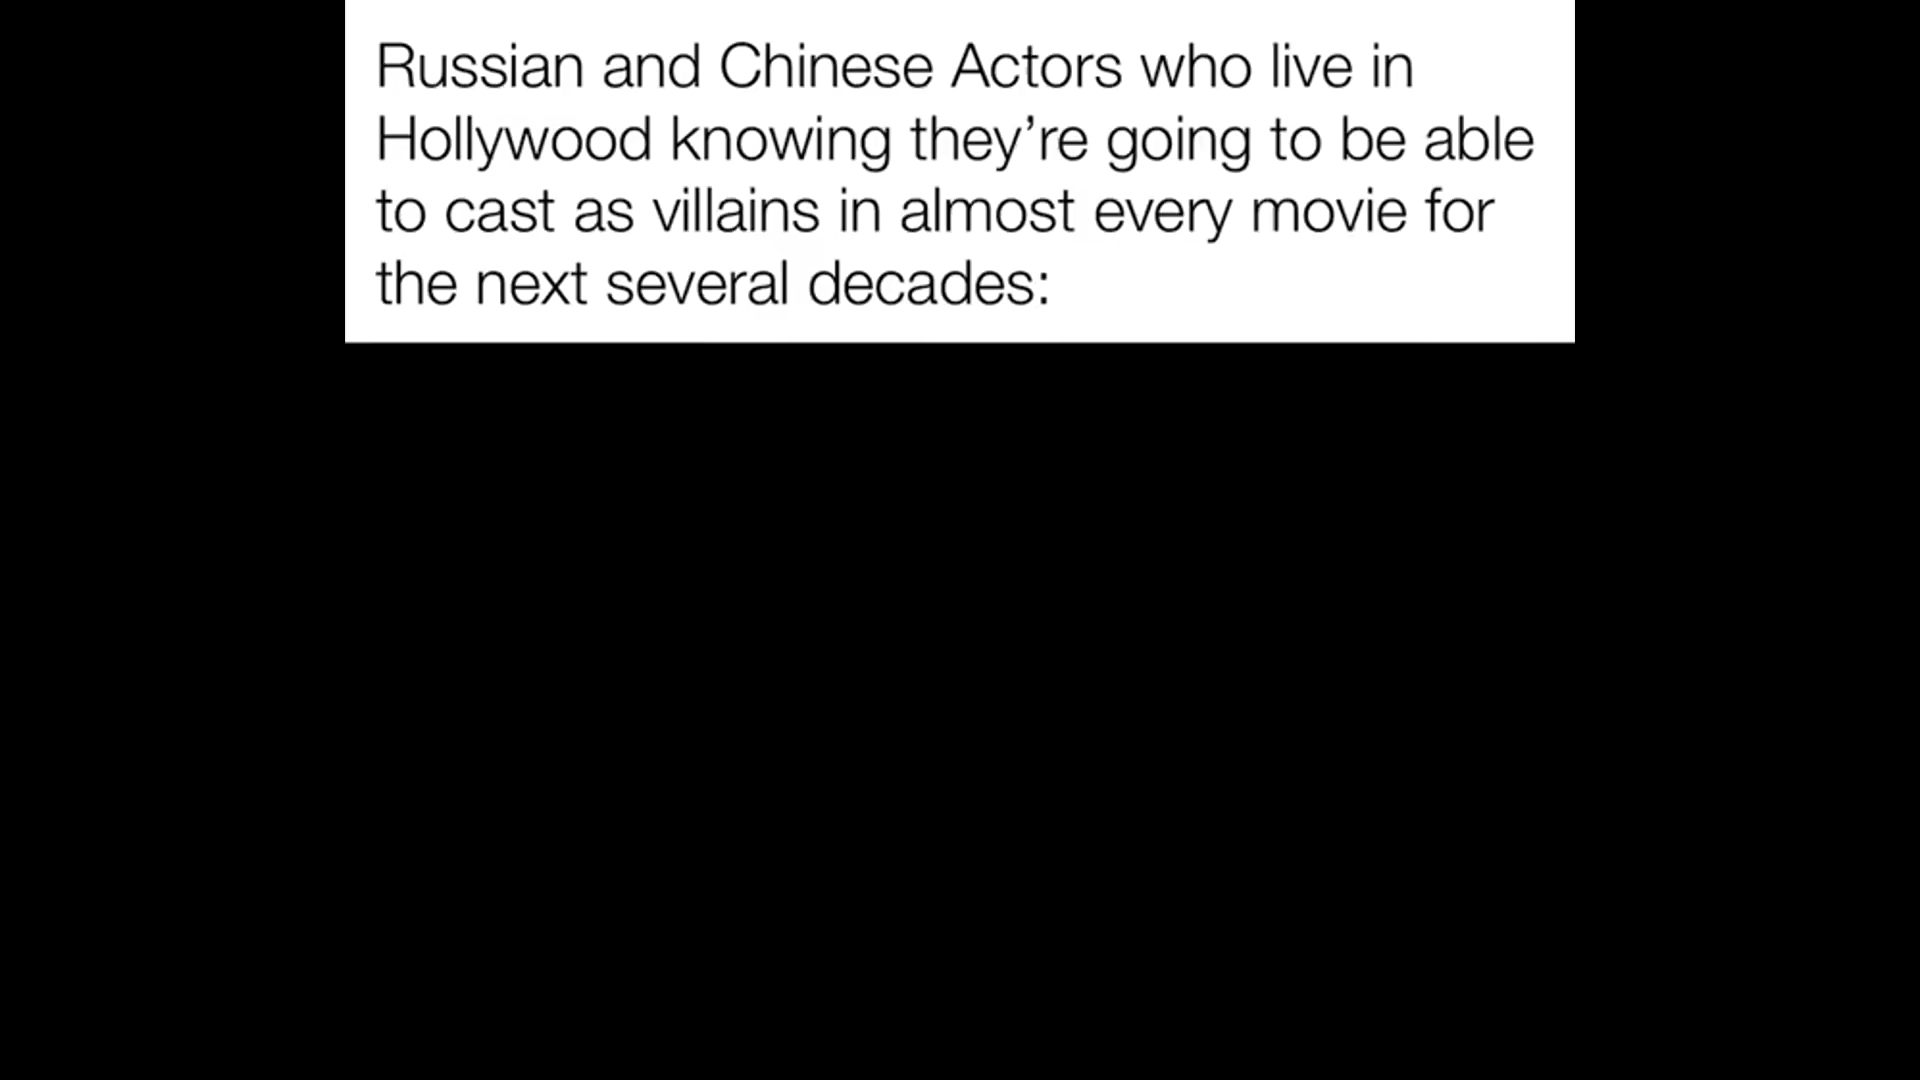 Russian and Chinese Actors who live in
Hollywood knowing they’re going to be able
to cast as villains in almost every movie for
the next several decades: